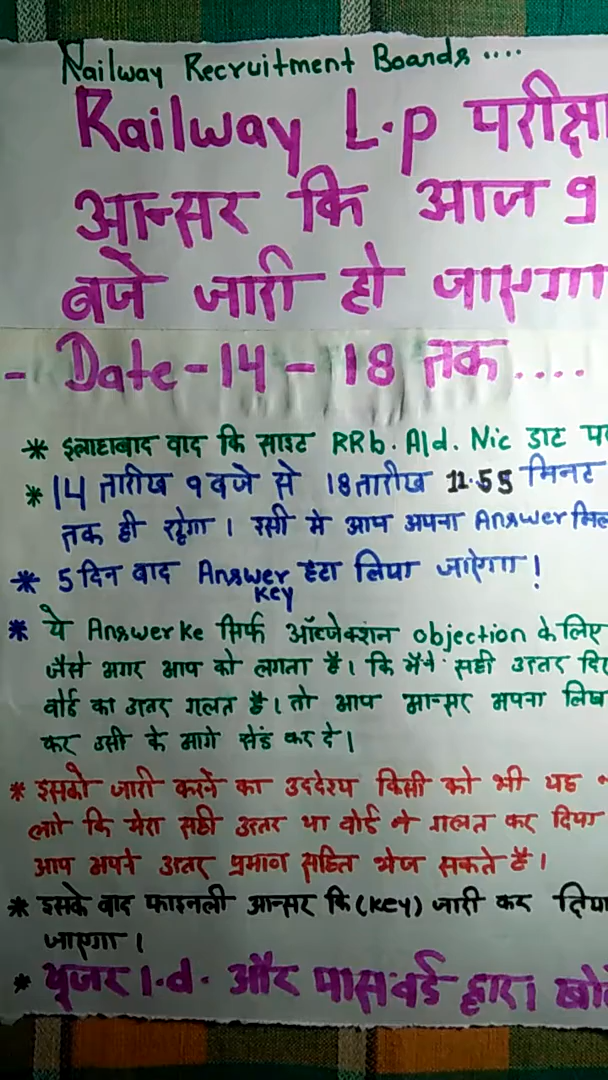 Railway Recruitment Boards ....
Railway L.p परीक्षा
आन्सर कि आज 9
बजे जारी हो जाएगा
- Date-14 - 18 तक ....
* इलाहाबाद वाद कि साइट RRb. Ald. Nic डाट पर
* 14 तारीख 9 बजे से 18 तारीख 11.55 मिनट
तक ही रहेगा । इसी मे आप अपना Answer मिल
* 5 दिन बाद Answer हटा लिया जाऐगा !
Key
* ये Answer Ke सिर्फ ऑब्जेक्शन objection के लिए
जैसे अगर आप को लगता है। कि मैंने सही उत्तर दि
बोर्ड का उत्तर गलत है। तो आप आन्सर अपना लिख
कर उसी के आगे सेंड कर दे।
* इसको जारी करने का उददेश्य किसी को भी यह न
लगे कि मेरा सही उत्तर था बोर्ड ने गलत कर दिया
आप अपने उत्तर प्रमाण सहित भेज सकते है।
* इसके बाद फाइनली आन्सर कि (Key) जारी कर दिया
जाएगा ।
* यूजर I.d. और पासवर्ड द्वारा